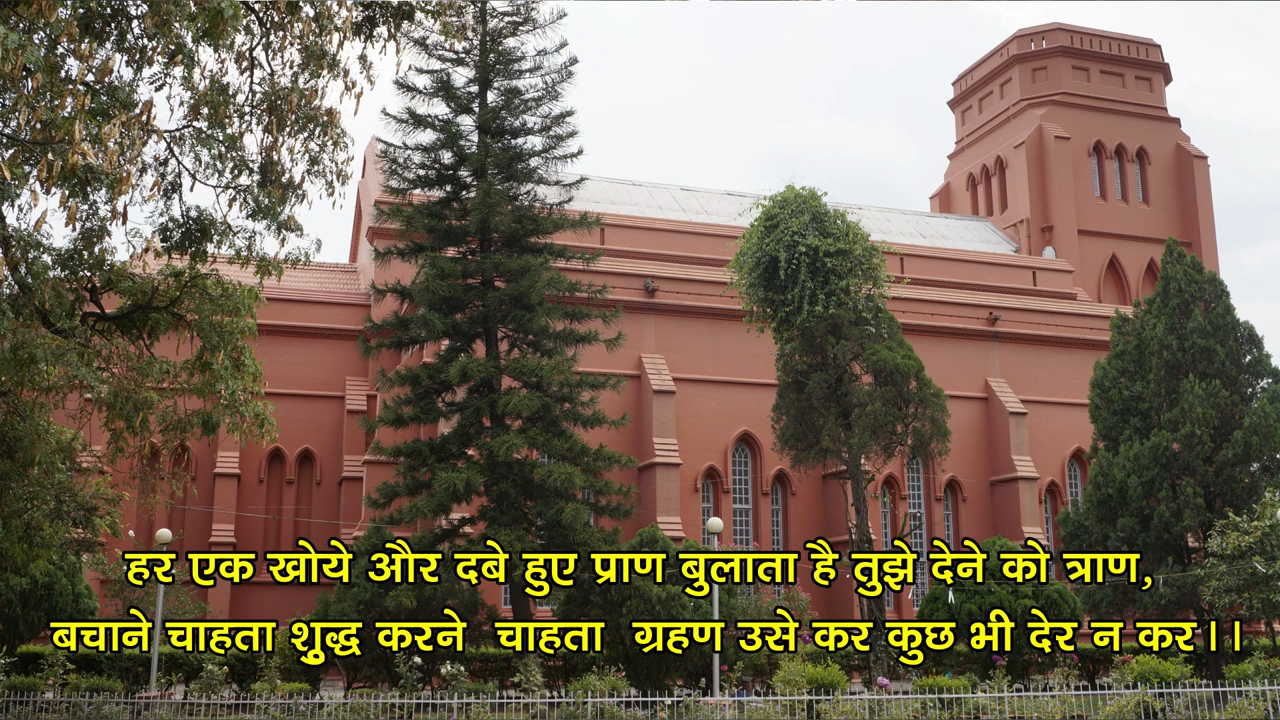 हर एक खोये और दबे हुए प्राण बुलाता है तुझे देने को त्राण,
बचाने चाहता शुद्ध करने चाहता ग्रहण उसे कर कुछ भी देर न कर।।